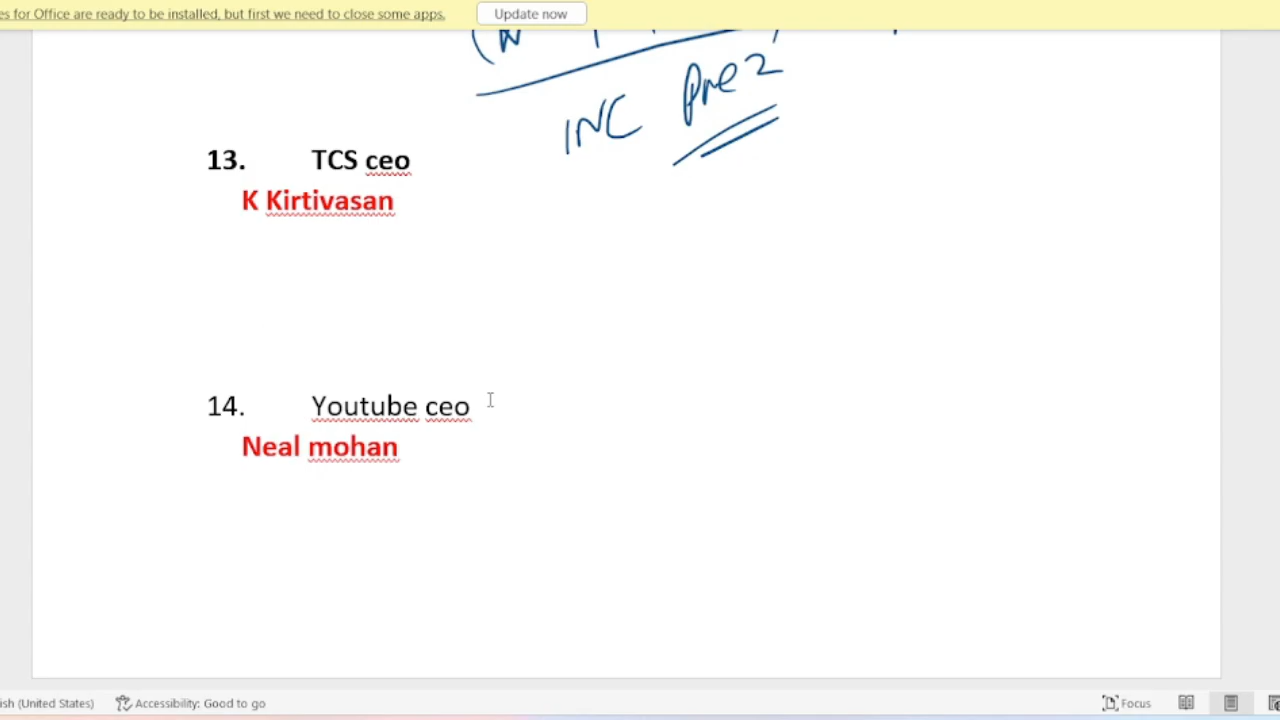 es for Office are ready to be installed, but first we need to close some apps. Update now
INC Pre2
13. TCS ceo
K Kirtivasan
14. Youtube ceo
Neal mohan
ish (United States) Accessibility: Good to go Focus